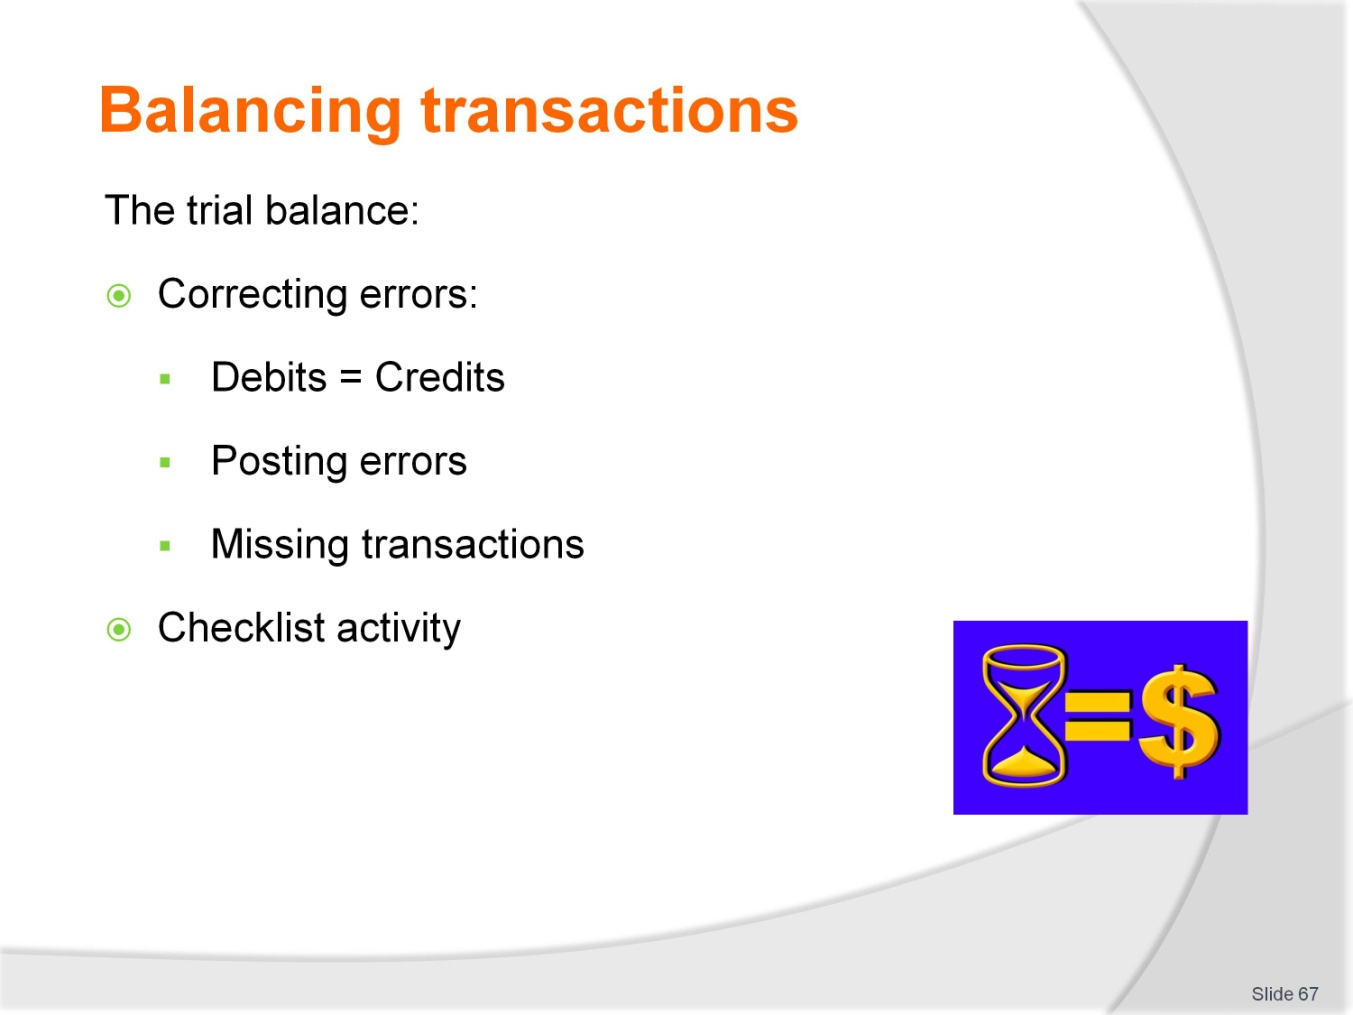 Balancing transactions
The trial balance:
Correcting errors:
Debits = Credits
Posting errors
Missing transactions
Checklist activity
=$
Slide 67